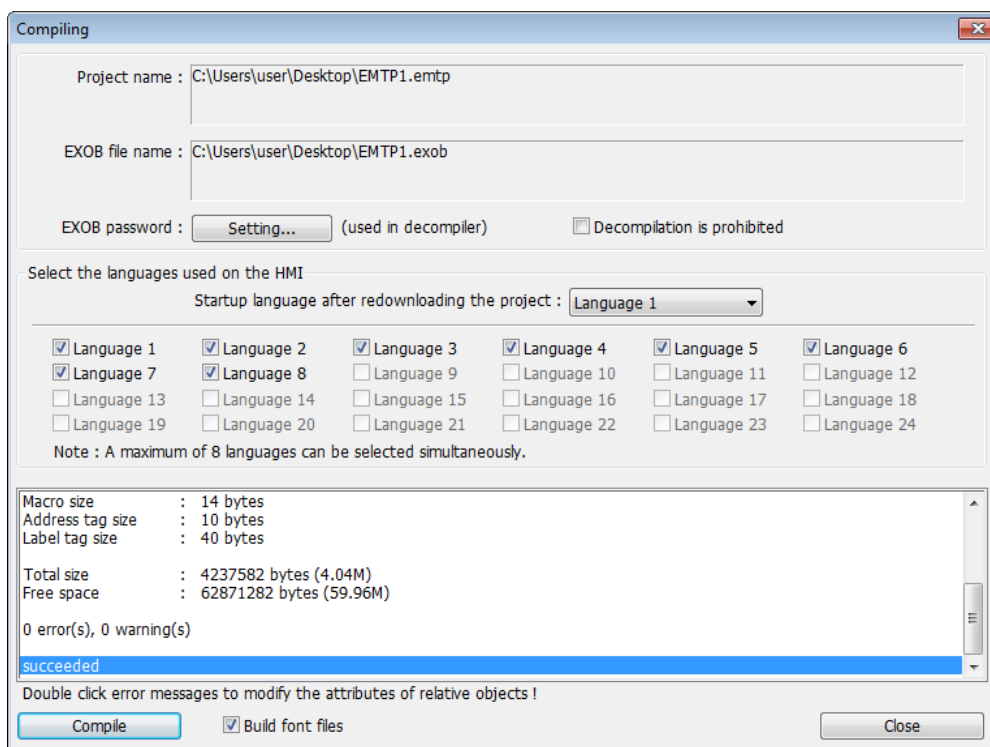 Compiling
Project name : C:\Users\user\Desktop\EMTP1.emtp
EXOB file name : C:\Users\user\Desktop\EMTP1.exob
EXOB password : Setting... (used in decompiler) Decompilation is prohibited
Select the languages used on the HMI
Startup language after redownloading the project : Language 1
Language 1 Language 2 Language 3 Language 4 Language 5 Language 6
Language 7 Language 8 Language 9 Language 10 Language 11 Language 12
Language 13 Language 14 Language 15 Language 16 Language 17 Language 18
Language 19 Language 20 Language 21 Language 22 Language 23 Language 24
Note : A maximum of 8 languages can be selected simultaneously.
Macro size : 14 bytes
Address tag size : 10 bytes
Label tag size : 40 bytes
Total size : 4237582 bytes (4.04M)
Free space : 62871282 bytes (59.96M)
0 error(s), 0 warning(s)
succeeded
Double click error messages to modify the attributes of relative objects !
Compile Build font files Close